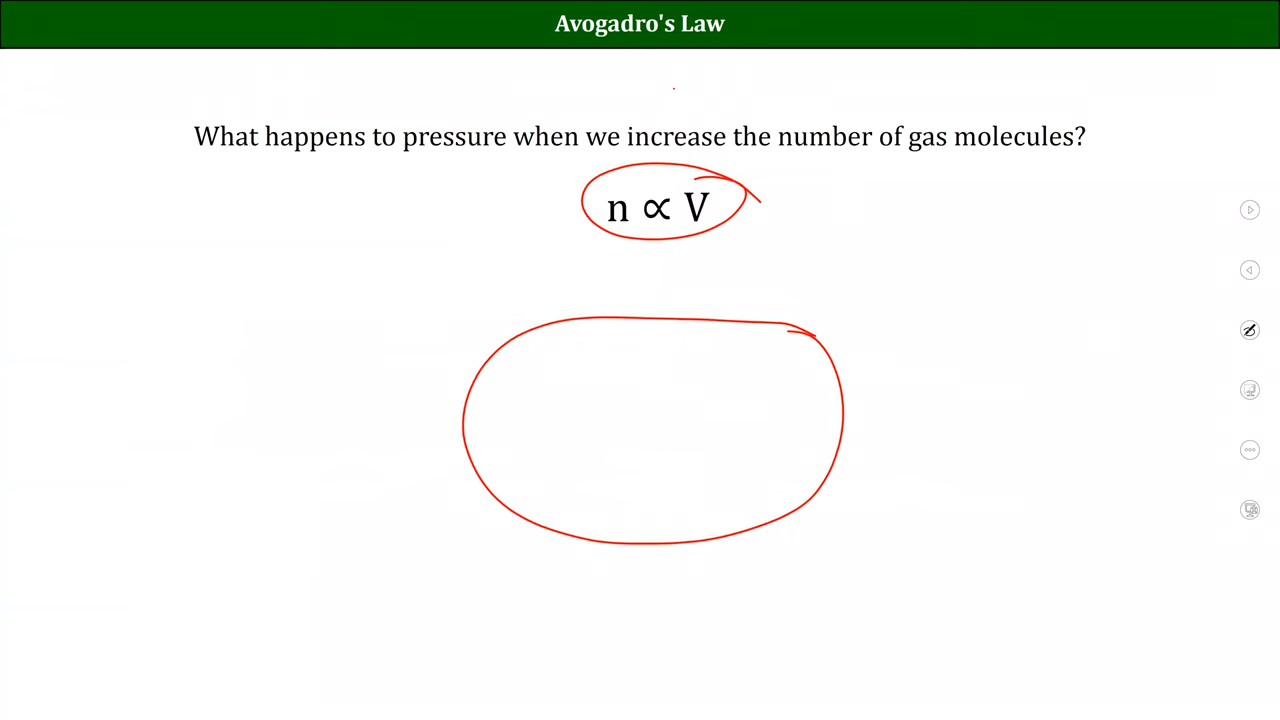 Avogadro's Law
What happens to pressure when we increase the number of gas molecules?
n ∝ V